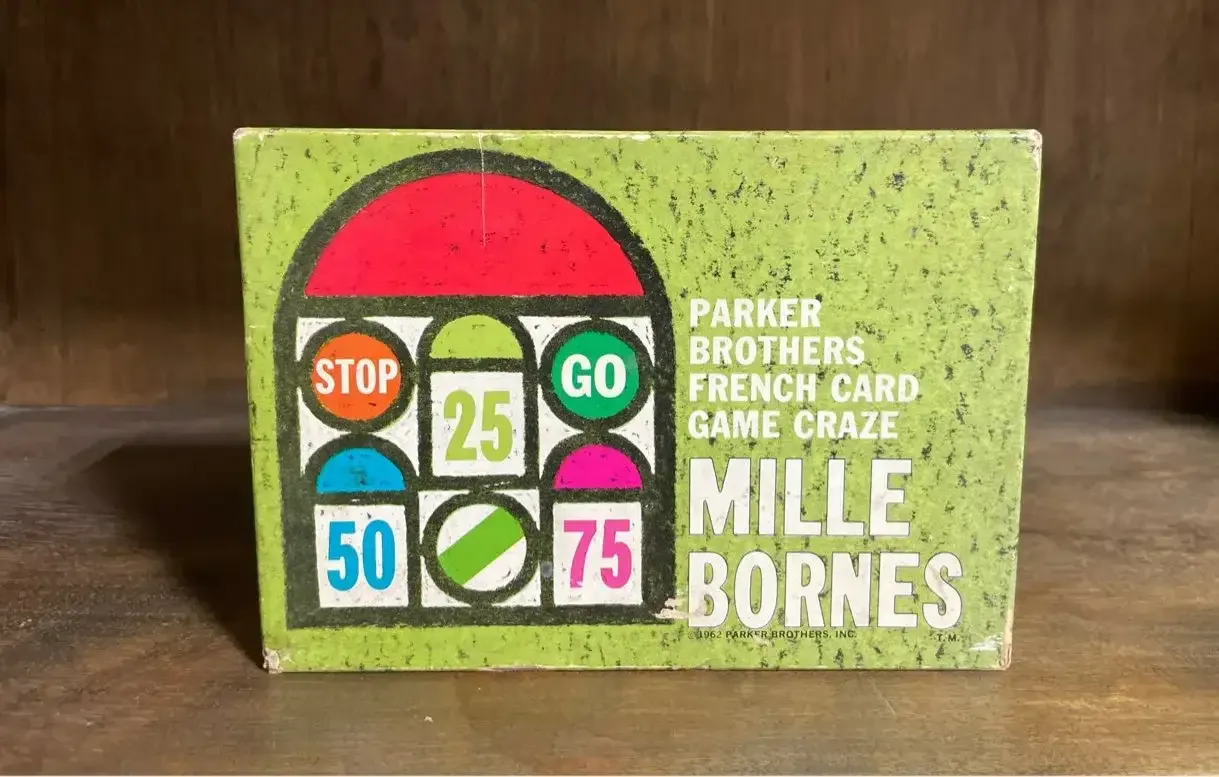 STOP
25
GO
50
75
PARKER
BROTHERS
FRENCH CARD
GAME CRAZE
MILLE
BORNES
© 1962 PARKER BROTHERS, INC.
T.M.